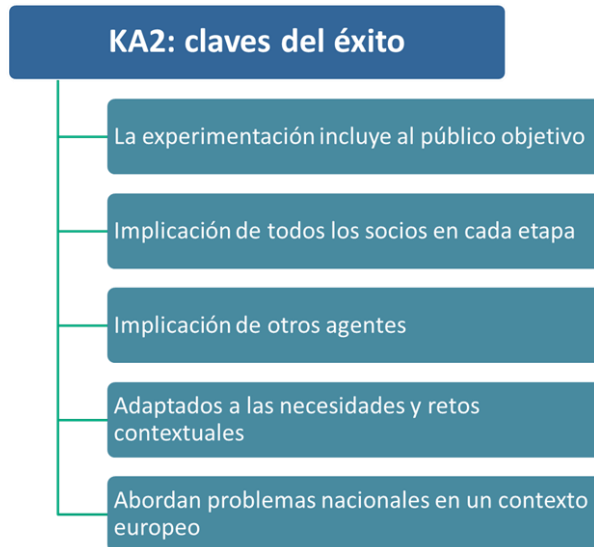 KA2: claves del éxito
La experimentación incluye al público objetivo
Implicación de todos los socios en cada etapa
Implicación de otros agentes
Adaptados a las necesidades y retos
contextuales
Abordan problemas nacionales en un contexto
europeo